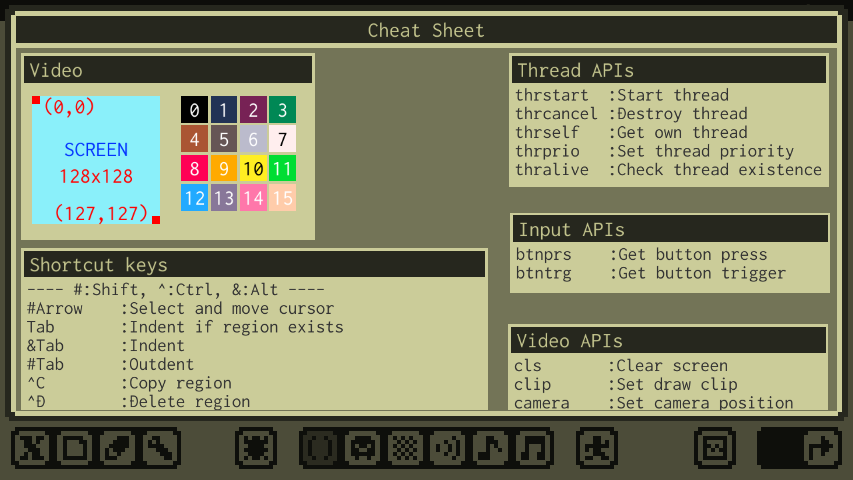 Cheat Sheet
Video
(0,0)
SCREEN
128x128
(127,127)
0 1 2 3
4 5 6 7
8 9 10 11
12 13 14 15
Shortcut keys
---- #:Shift, ^:Ctrl, &:Alt ----
#Arrow :Select and move cursor
Tab :Indent if region exists
&Tab :Indent
#Tab :Outdent
^C :Copy region
^Đ :Đelete region
Thread APIs
thrstart :Start thread
thrcancel :Đestroy thread
thrself :Get own thread
thrprio :Set thread priority
thralive :Check thread existence
Input APIs
btnprs :Get button press
btntrg :Get button trigger
Video APIs
cls :Clear screen
clip :Set draw clip
camera :Set camera position